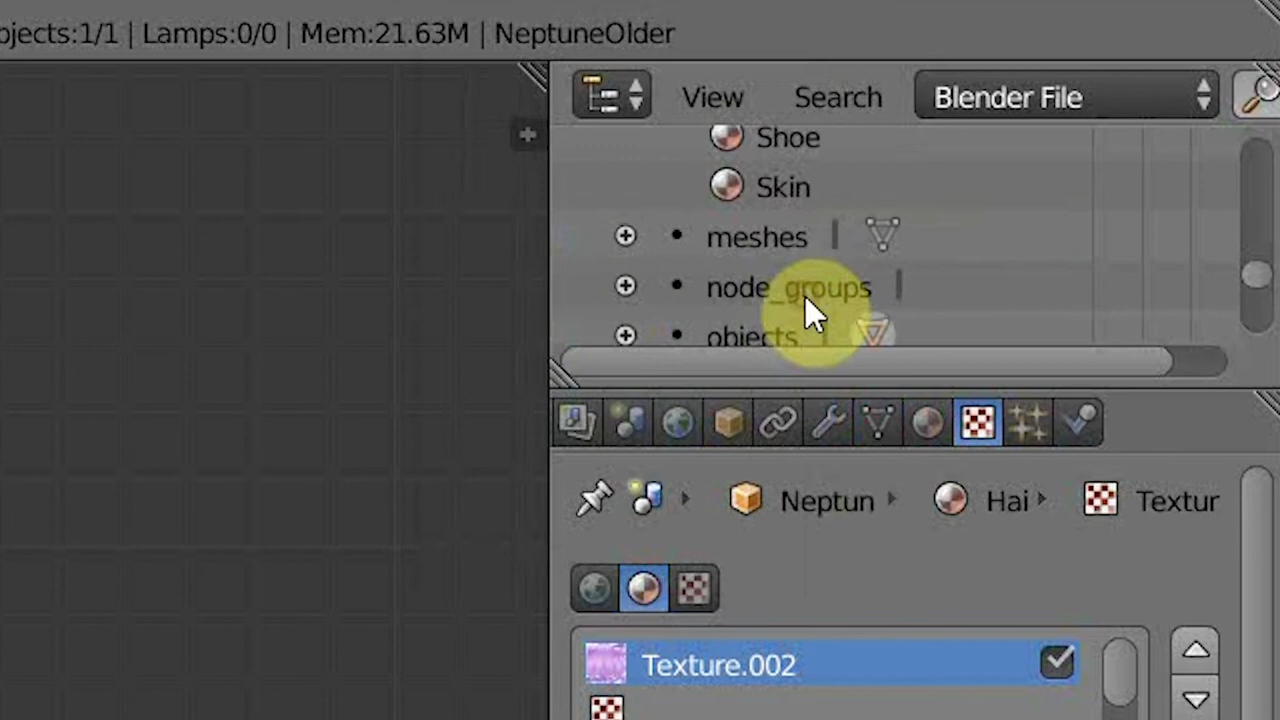 bjects:1/1 | Lamps:0/0 | Mem:21.63M | NeptuneOlder
View Search Blender File
Shoe
Skin
meshes
node_groups
objects
Neptun Hai Textur
Texture.002